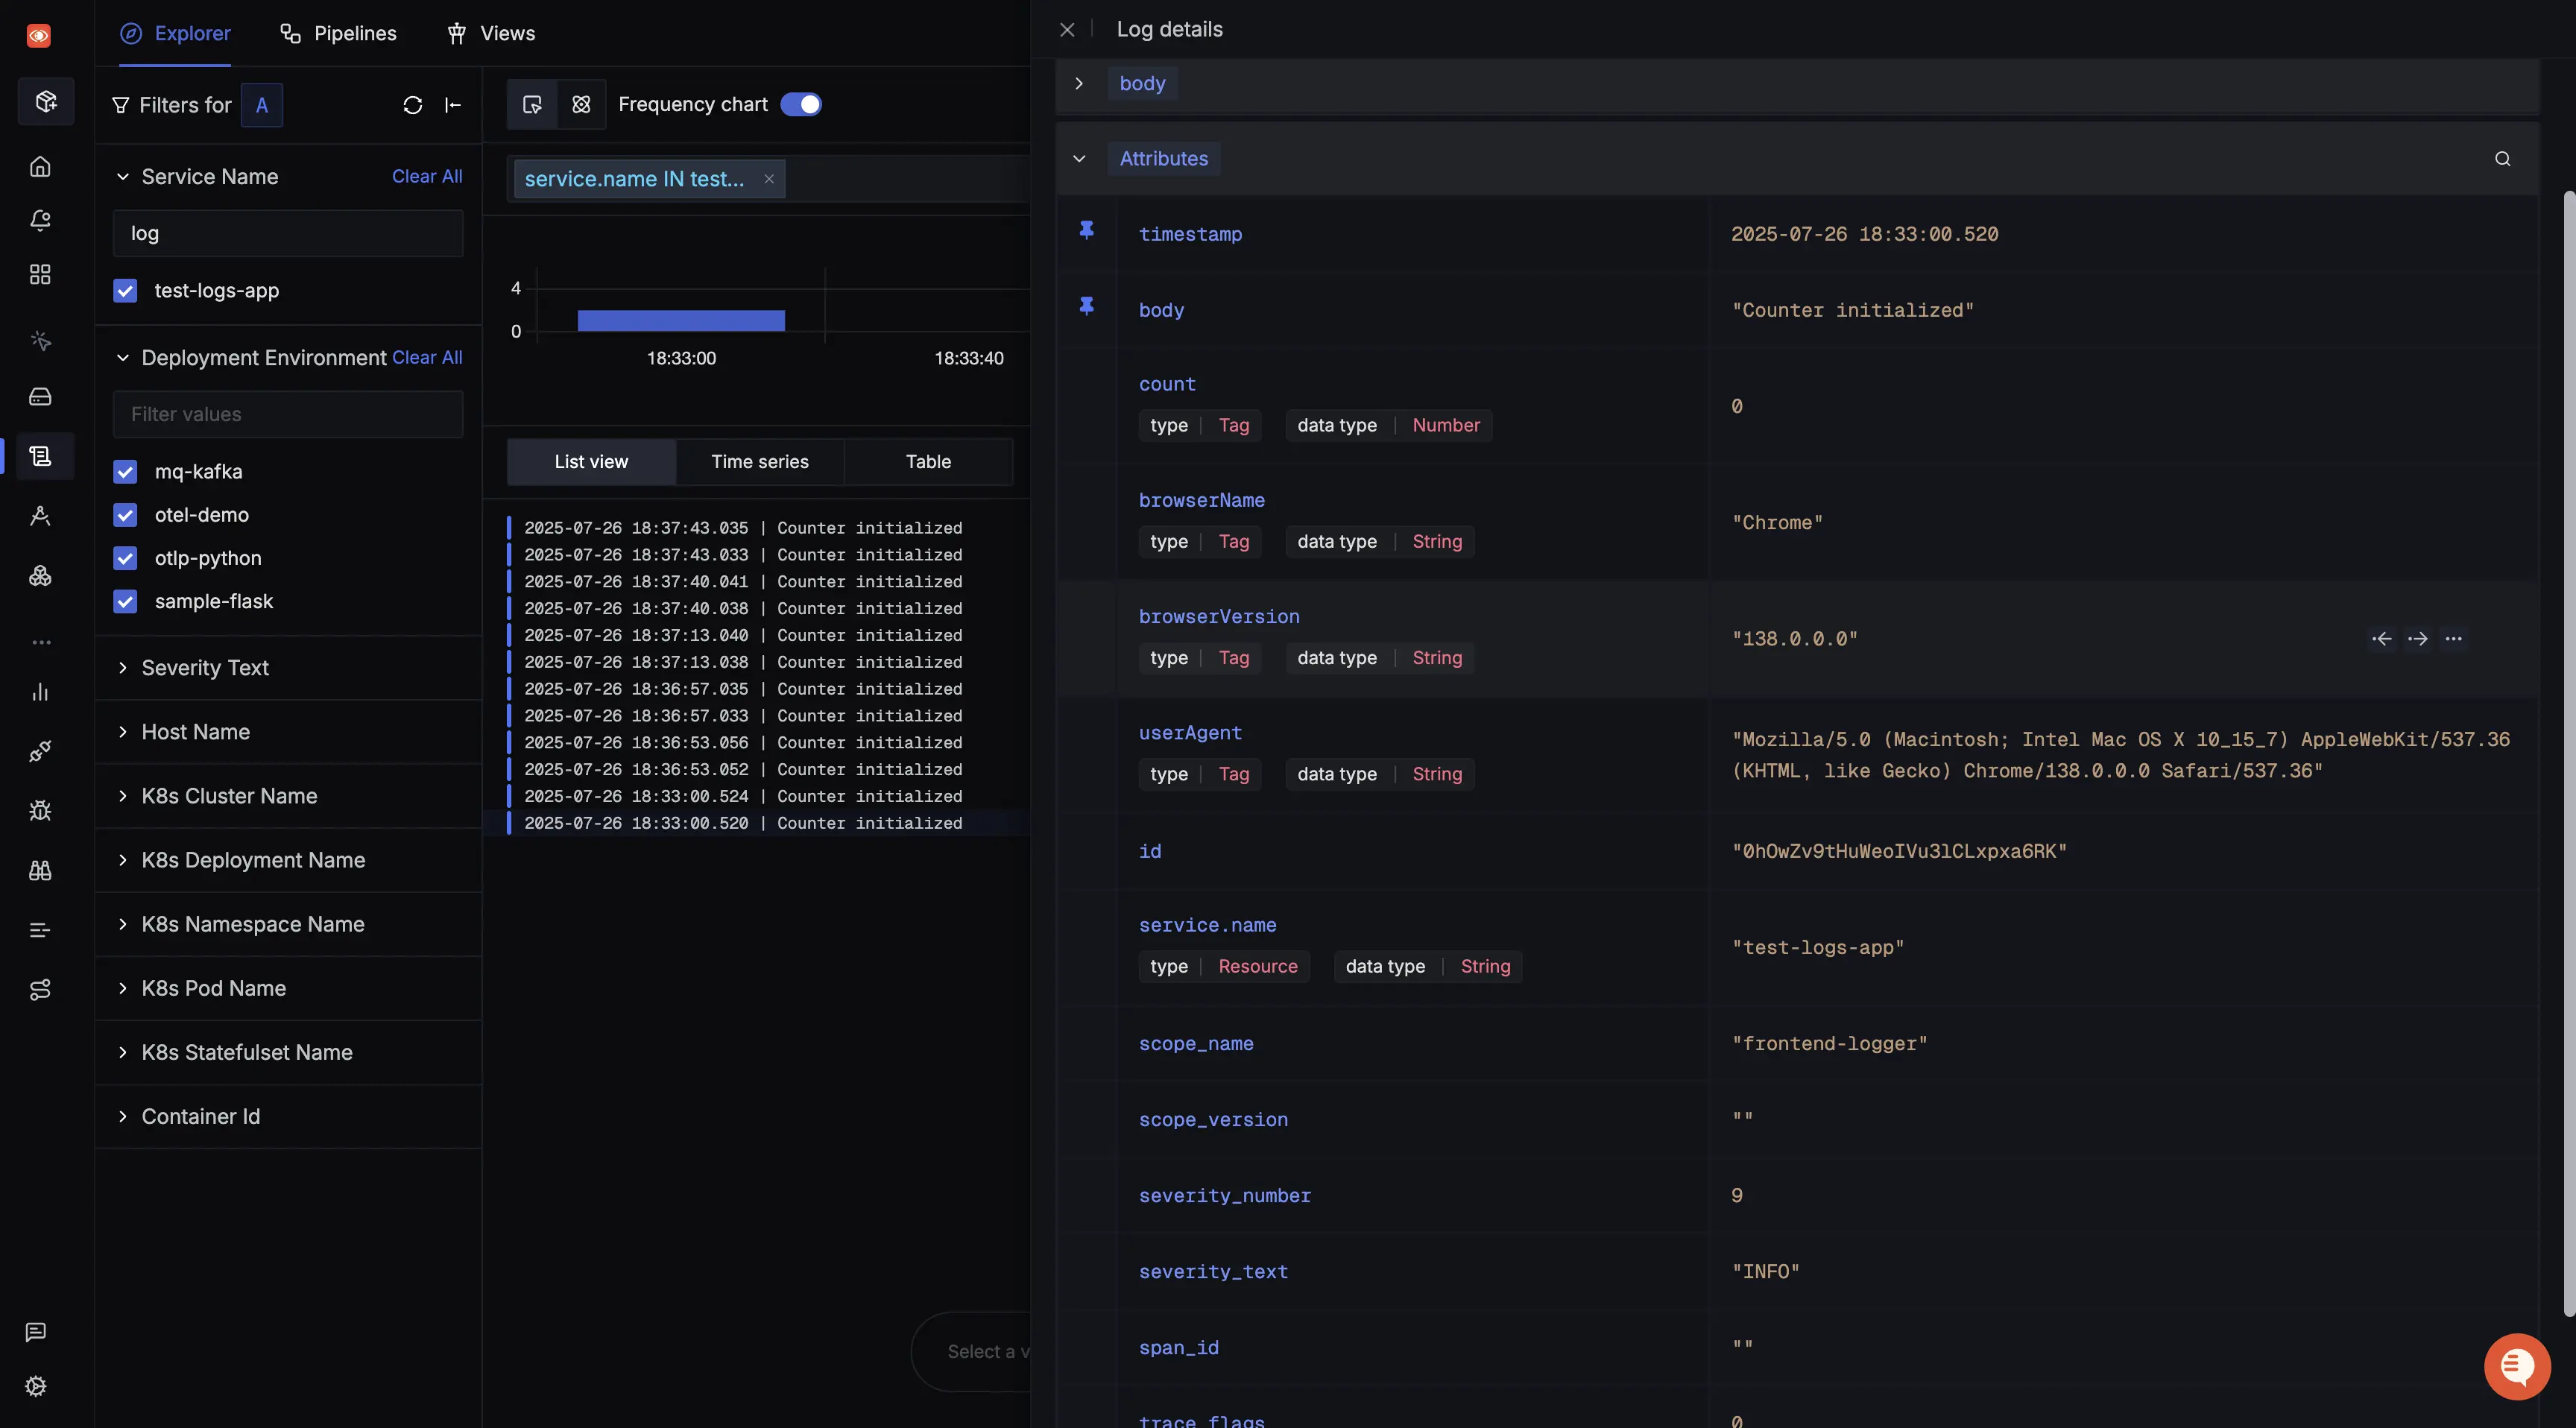 Explorer
Pipelines
Views
Filters for A
Service Name
Clear All
log
test-logs-app
Deployment Environment
Clear All
Filter values
mq-kafka
otel-demo
otlp-python
sample-flask
Severity Text
Host Name
K8s Cluster Name
K8s Deployment Name
K8s Namespace Name
K8s Pod Name
K8s Statefulset Name
Container Id
Frequency chart
service.name IN test...
4
0
18:33:00
18:33:40
List view
Time series
Table
2025-07-26 18:37:43.035 | Counter initialized
2025-07-26 18:37:43.033 | Counter initialized
2025-07-26 18:37:40.041 | Counter initialized
2025-07-26 18:37:40.038 | Counter initialized
2025-07-26 18:37:13.040 | Counter initialized
2025-07-26 18:37:13.038 | Counter initialized
2025-07-26 18:36:57.035 | Counter initialized
2025-07-26 18:36:57.033 | Counter initialized
2025-07-26 18:36:53.056 | Counter initialized
2025-07-26 18:36:53.052 | Counter initialized
2025-07-26 18:33:00.524 | Counter initialized
2025-07-26 18:33:00.520 | Counter initialized
Select a v
Log details
body
Attributes
timestamp
2025-07-26 18:33:00.520
body
"Counter initialized"
count
type | Tag data type | Number
0
browserName
type | Tag data type | String
"Chrome"
browserVersion
type | Tag data type | String
"138.0.0.0"
userAgent
type | Tag data type | String
"Mozilla/5.0 (Macintosh; Intel Mac OS X 10_15_7) AppleWebKit/537.36
(KHTML, like Gecko) Chrome/138.0.0.0 Safari/537.36"
id
"0hOwZv9tHuWeoIVu3lCLxpxa6RK"
service.name
type | Resource data type | String
"test-logs-app"
scope_name
"frontend-logger"
scope_version
""
severity_number
9
severity_text
"INFO"
span_id
""
trace_flags
0